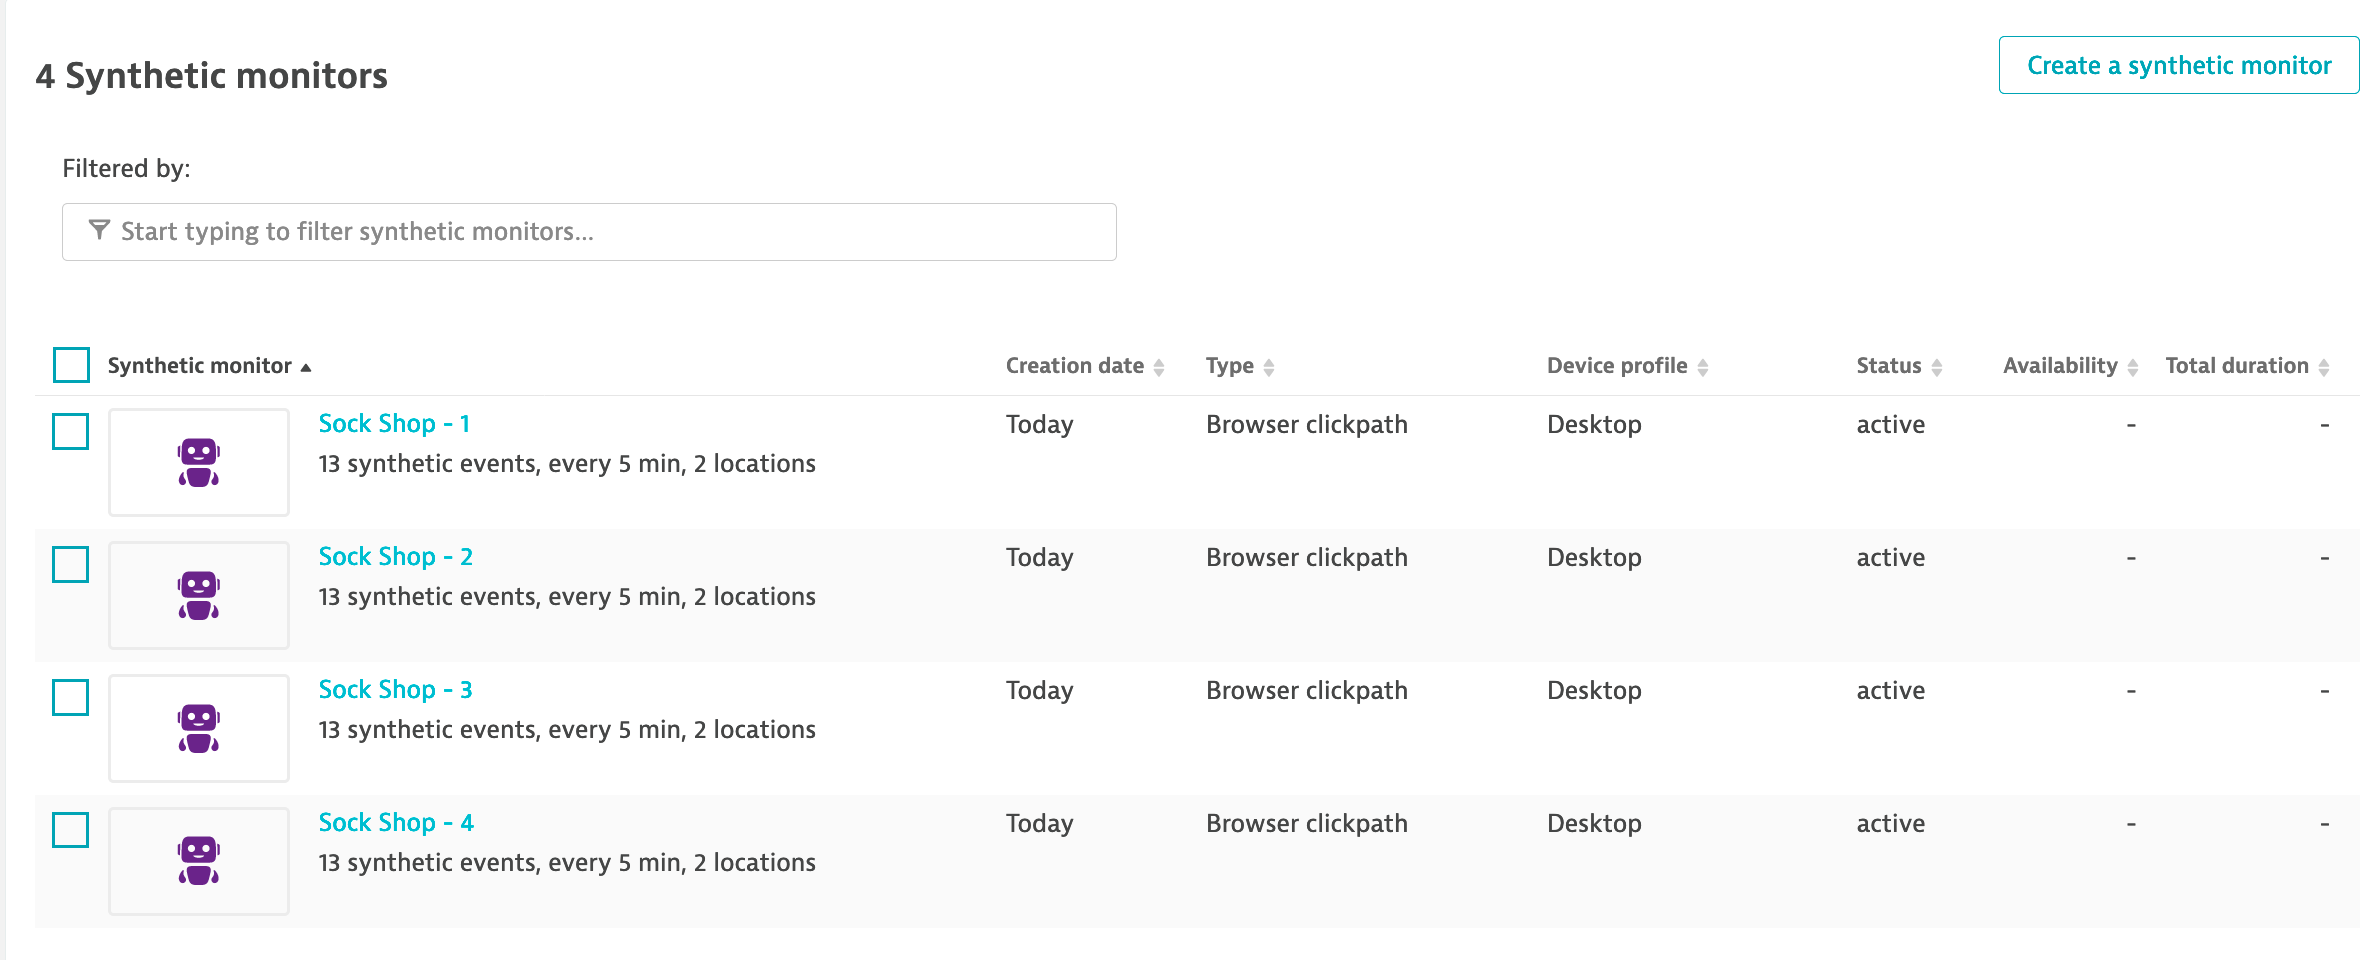 4 Synthetic monitors
Create a synthetic monitor
Filtered by:
Start typing to filter synthetic monitors...
Synthetic monitor Creation date Type Device profile Status Availability Total duration
Sock Shop - 1 Today Browser clickpath Desktop active - -
13 synthetic events, every 5 min, 2 locations
Sock Shop - 2 Today Browser clickpath Desktop active - -
13 synthetic events, every 5 min, 2 locations
Sock Shop - 3 Today Browser clickpath Desktop active - -
13 synthetic events, every 5 min, 2 locations
Sock Shop - 4 Today Browser clickpath Desktop active - -
13 synthetic events, every 5 min, 2 locations